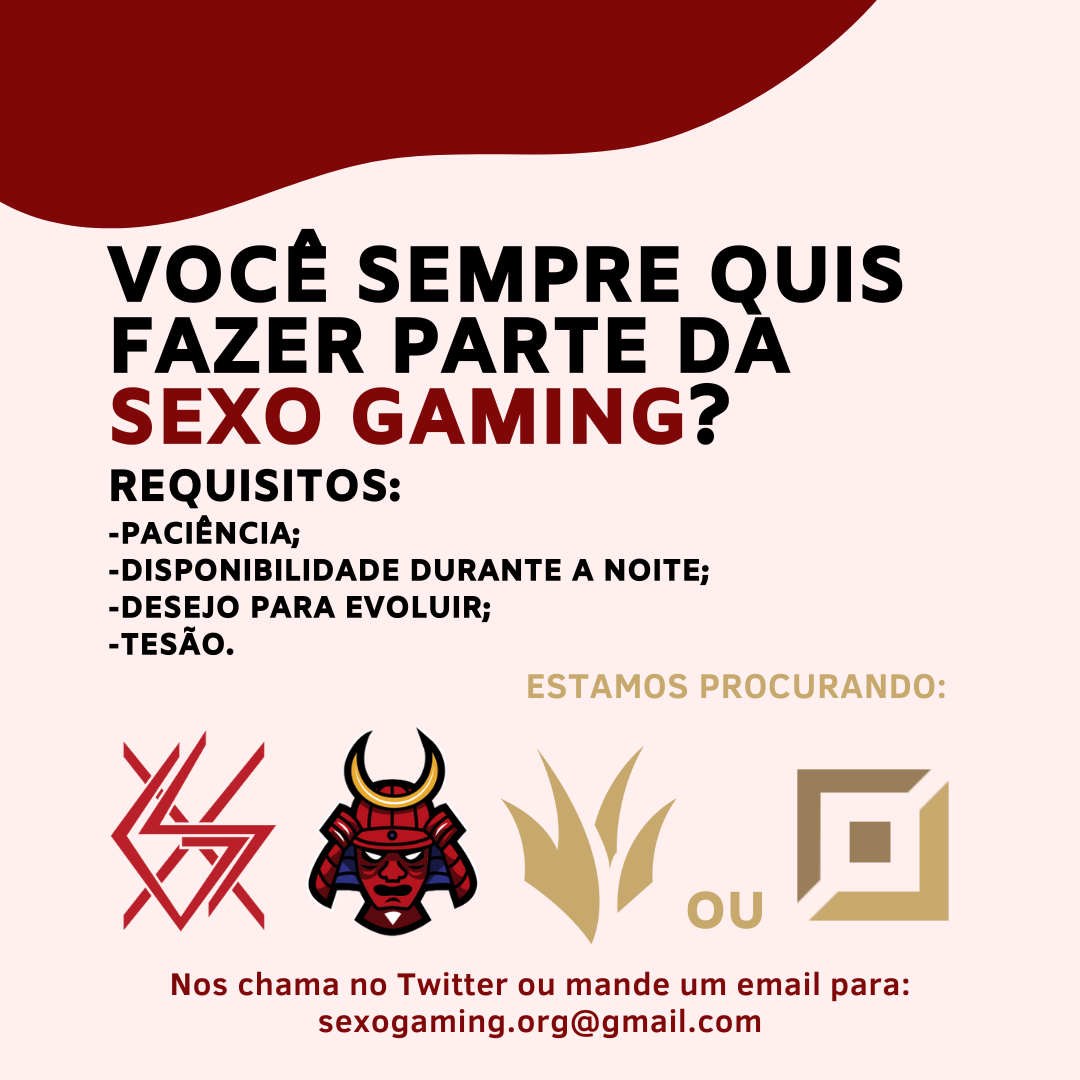 VOCÊ SEMPRE QUIS
FAZER PARTE DA
SEXO GAMING?
REQUISITOS:
-PACIÊNCIA;
-DISPONIBILIDADE DURANTE A NOITE;
-DESEJO PARA EVOLUIR;
-TESÃO.
ESTAMOS PROCURANDO:
OU
Nos chama no Twitter ou mande um email para:
sexogaming.org@gmail.com